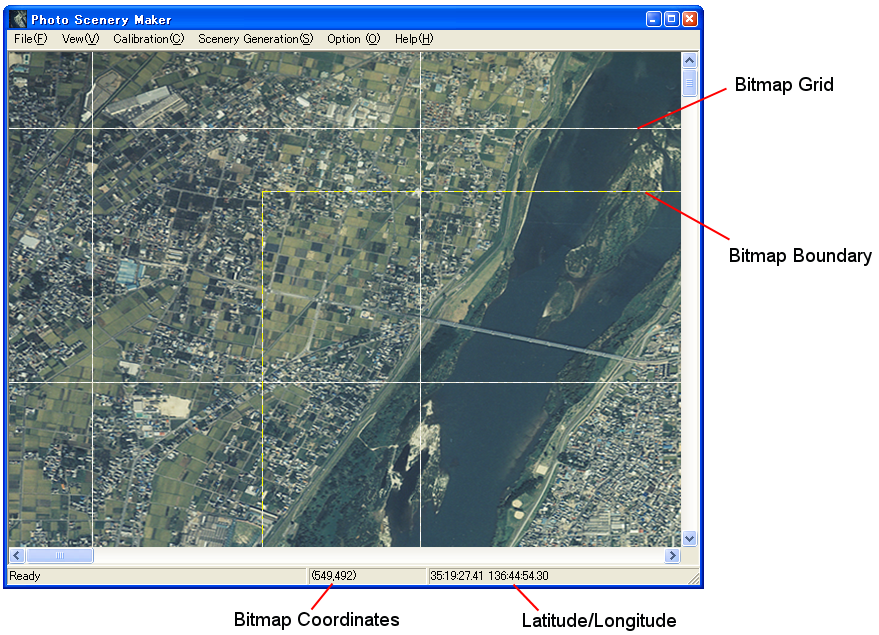 Photo Scenery Maker
File(F) Vew(V) Calibration(C) Scenery Generation(S) Option (O) Help(H)
Bitmap Grid
Bitmap Boundary
Ready (549,492) 35:19:27.41 136:44:54.30
Bitmap Coordinates Latitude/Longitude